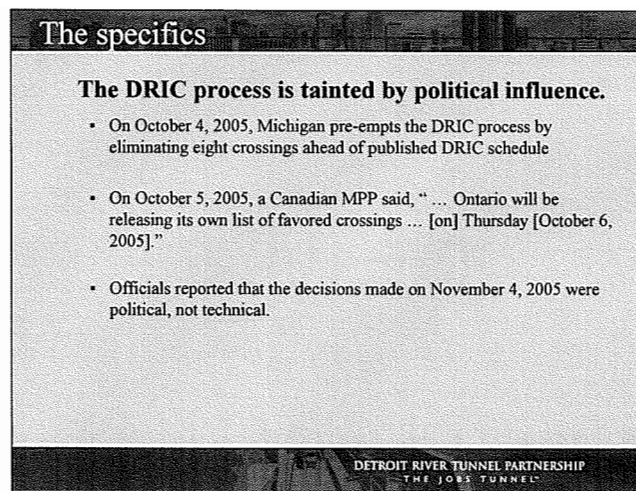 The specifics
The DRIC process is tainted by political influence.
▪ On October 4, 2005, Michigan pre-empts the DRIC process by
eliminating eight crossings ahead of published DRIC schedule
▪ On October 5, 2005, a Canadian MPP said, “ … Ontario will be
releasing its own list of favored crossings … [on] Thursday [October 6,
2005].”
▪ Officials reported that the decisions made on November 4, 2005 were
political, not technical.
DETROIT RIVER TUNNEL PARTNERSHIP
THE JOBS TUNNEL™